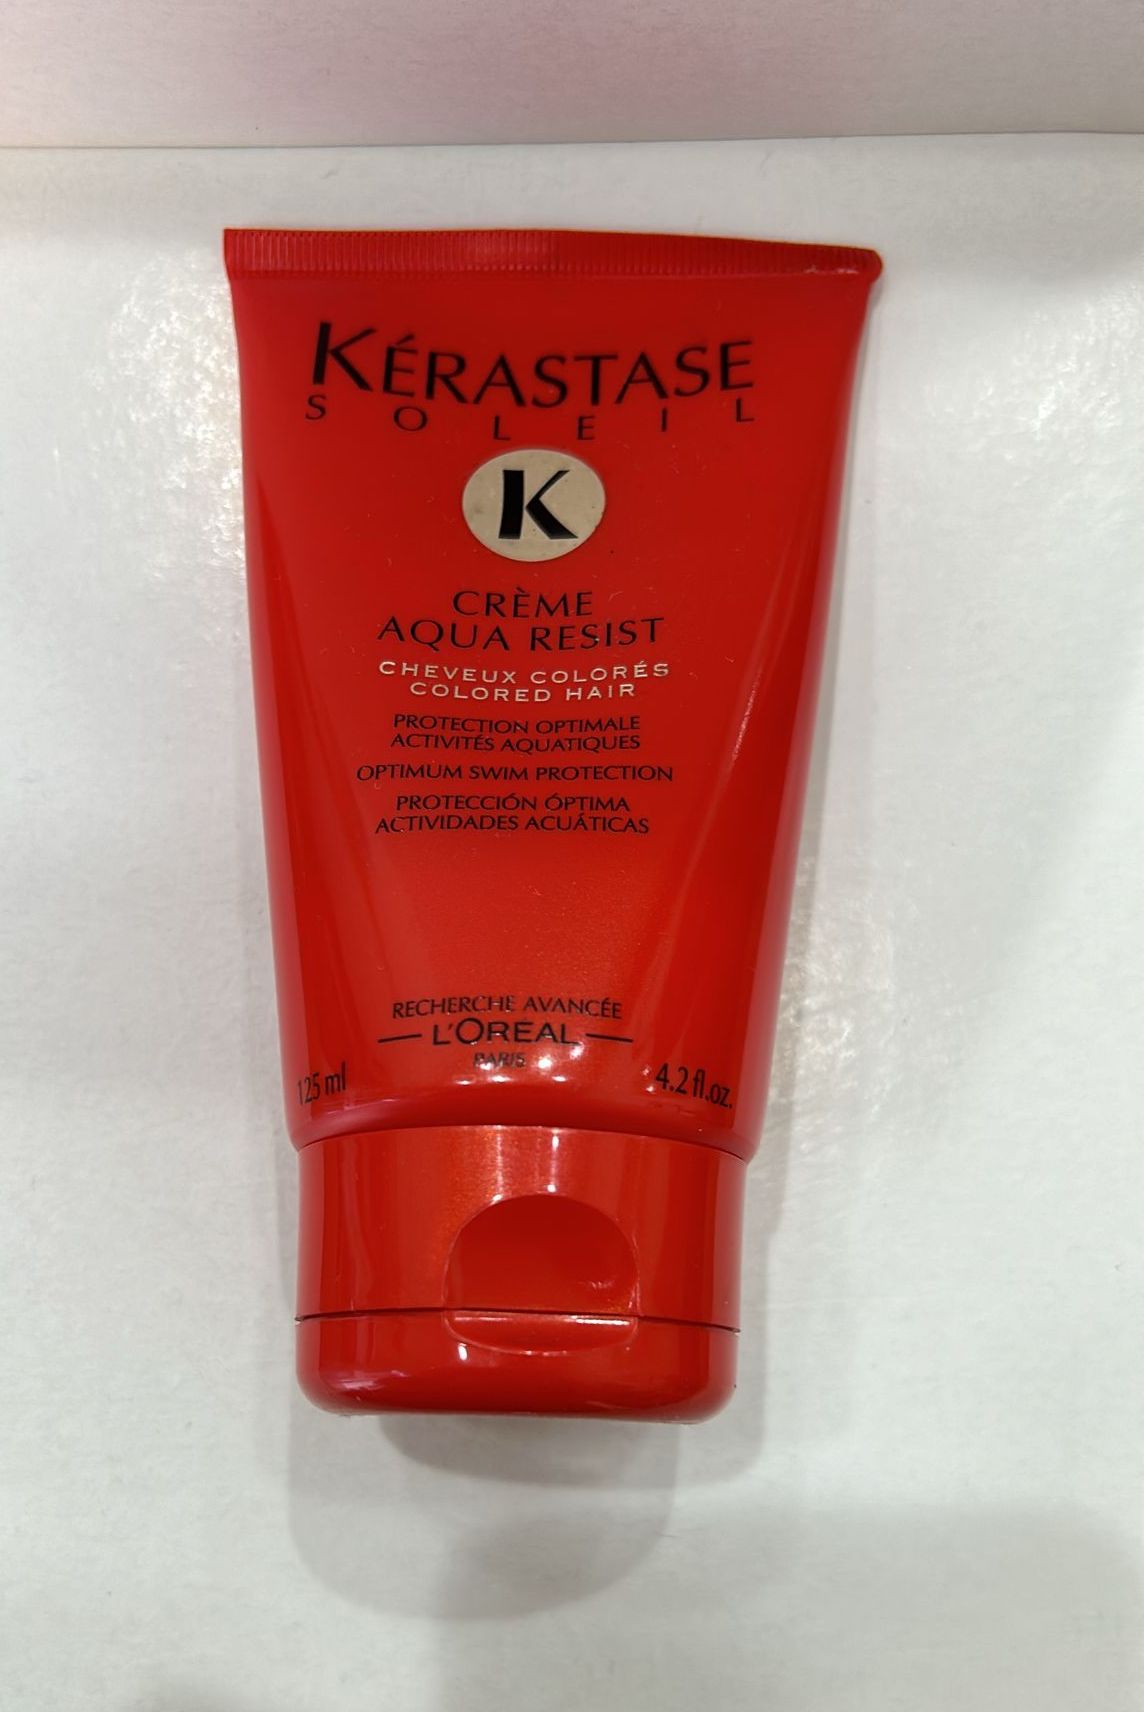 KÉRASTASE
SOLEIL
K
CRÈME
AQUA RESIST
CHEVEUX COLORÉS
COLORED HAIR
PROTECTION OPTIMALE
ACTIVITÉS AQUATIQUES
OPTIMUM SWIM PROTECTION
PROTECCIÓN ÓPTIMA
ACTIVIDADES ACUÁTICAS
RECHERCHE AVANCÉE
L'ORÉAL
PARIS
125 ml 4.2 fl.oz.